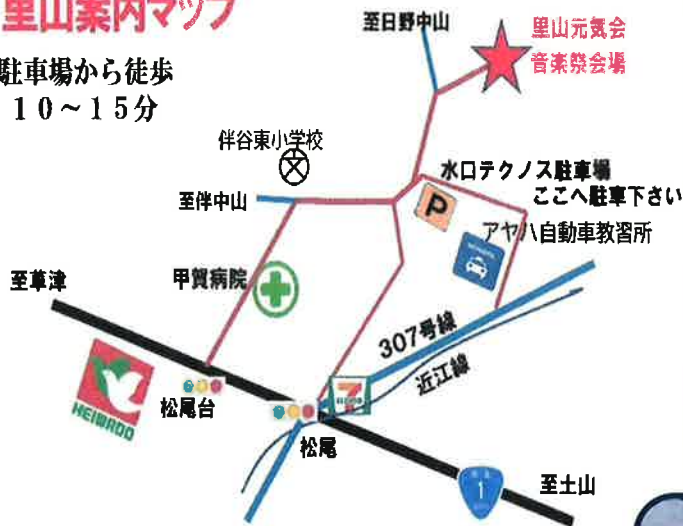 里山案内マップ
駐車場から徒歩
10～15分
至日野中山
里山元気会
音楽祭会場
伴谷東小学校
文
水口テクノス駐車場
ここへ駐車下さい
P
至伴中山
アヤハ自動車教習所
至草津
甲賀病院
307号線
近江線
HEIWADO
松尾台
7
松尾
1
至土山